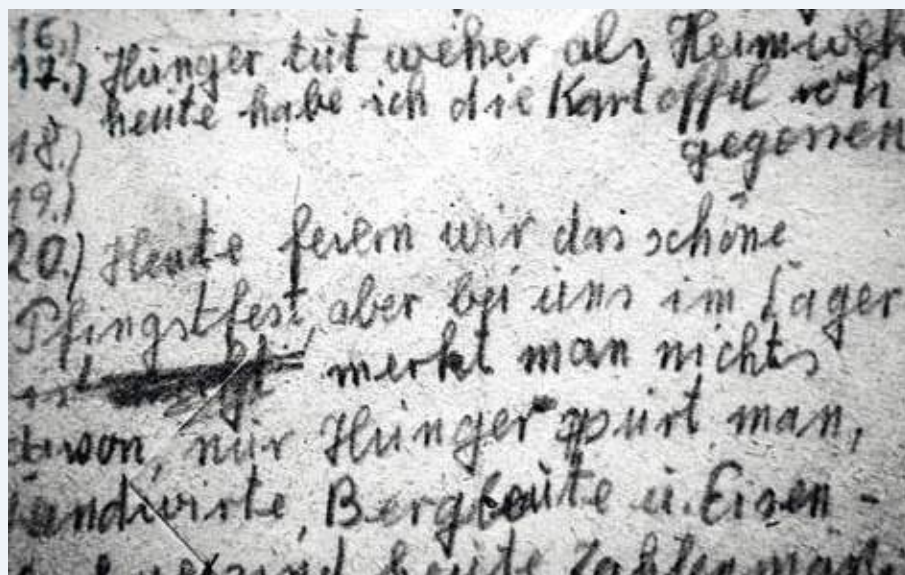 16.)
17.) Hunger tut weher als Heimweh
heute habe ich die Kartoffel roh
18.) gegessen
19.)
20.) Heute feiern wir das schöne
Pfingstfest aber bei uns im Lager
merkt man nichts
davon, nur Hunger spürt man,
Landwirte, Bergleute u. Eisen-
sind heute